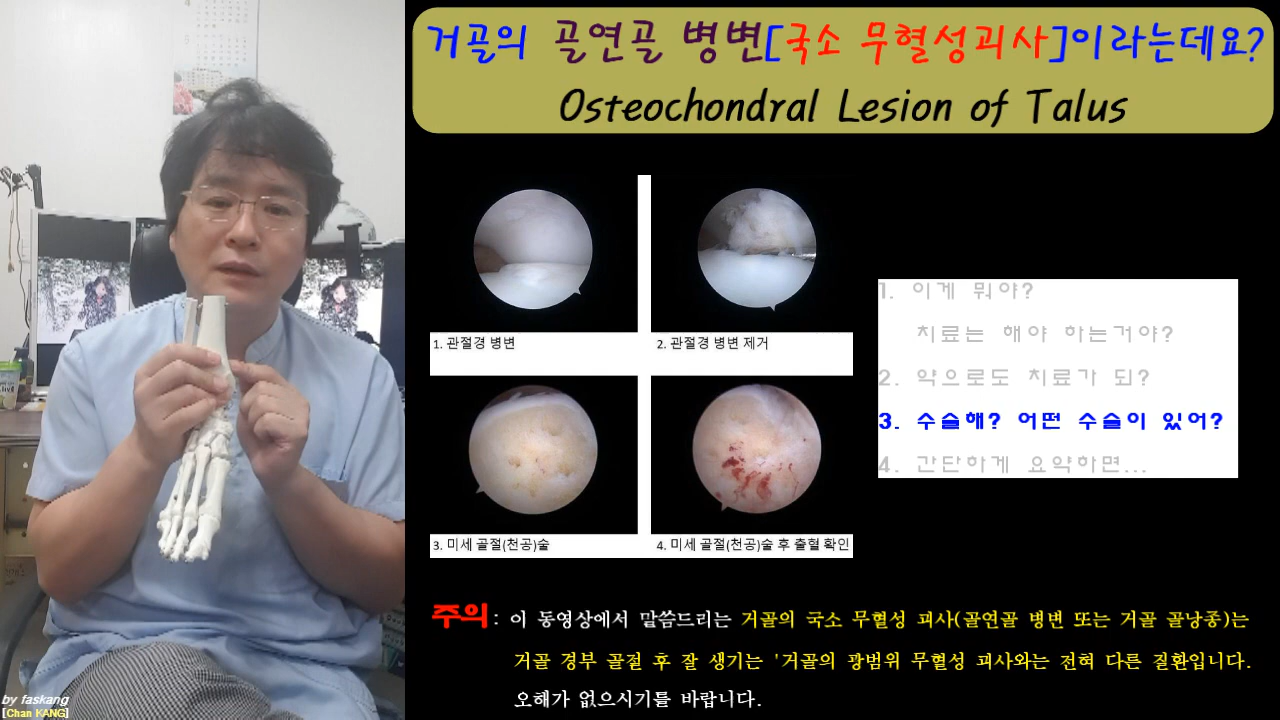 거골의 골연골 병변[국소 무혈성괴사]이라는데요?
Osteochondral Lesion of Talus
1. 관절경 병변
2. 관절경 병변 제거
3. 미세 골절(천공)술
4. 미세 골절(천공)술 후 출혈 확인
1. 이게 뭐야?
치료는 해야 하는거야?
2. 약으로도 치료가 되?
3. 수술해? 어떤 수술이 있어?
4. 간단하게 요약하면...
주의: 이 동영상에서 말씀드리는 거골의 국소 무혈성 괴사(골연골 병변 또는 거골 골낭종)는
거골 경부 골절 후 잘 생기는 '거골의 광범위 무혈성 괴사와는 전혀 다른 질환입니다.
오해가 없으시기를 바랍니다.
by faskang
[Chan KANG]